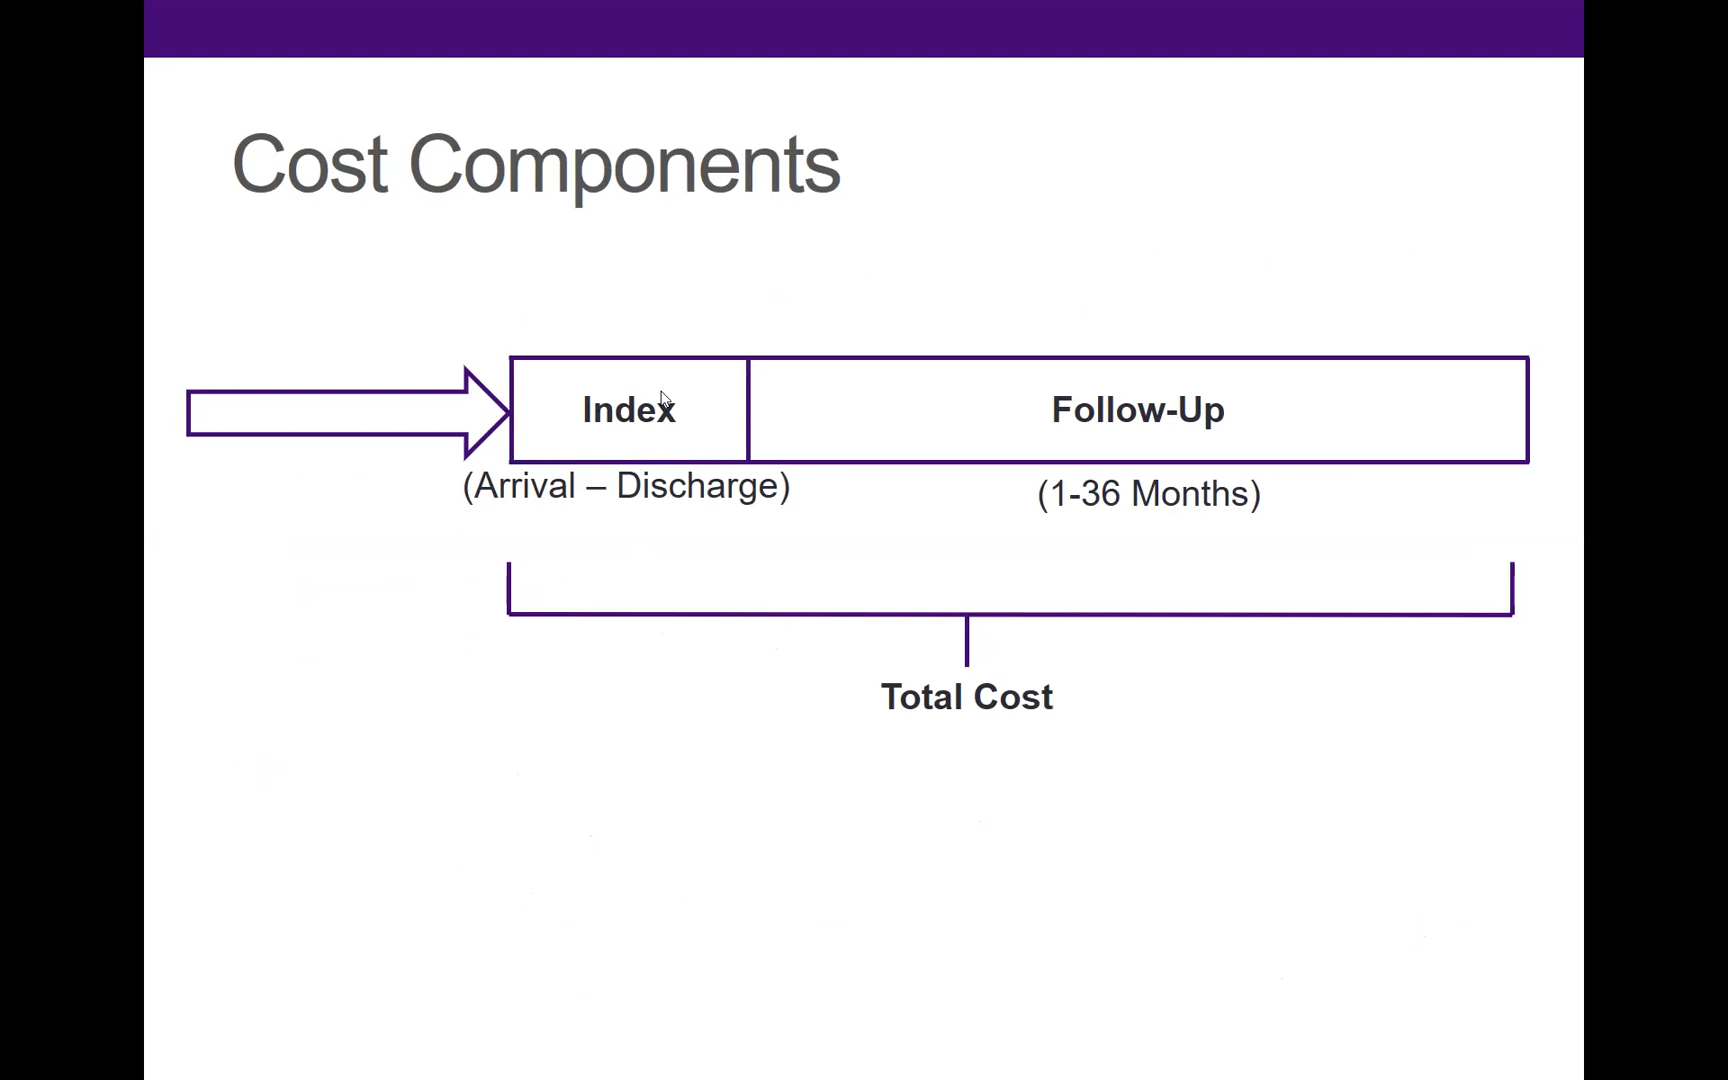 Cost Components
Index
Follow-Up
(Arrival – Discharge)
(1-36 Months)
Total Cost